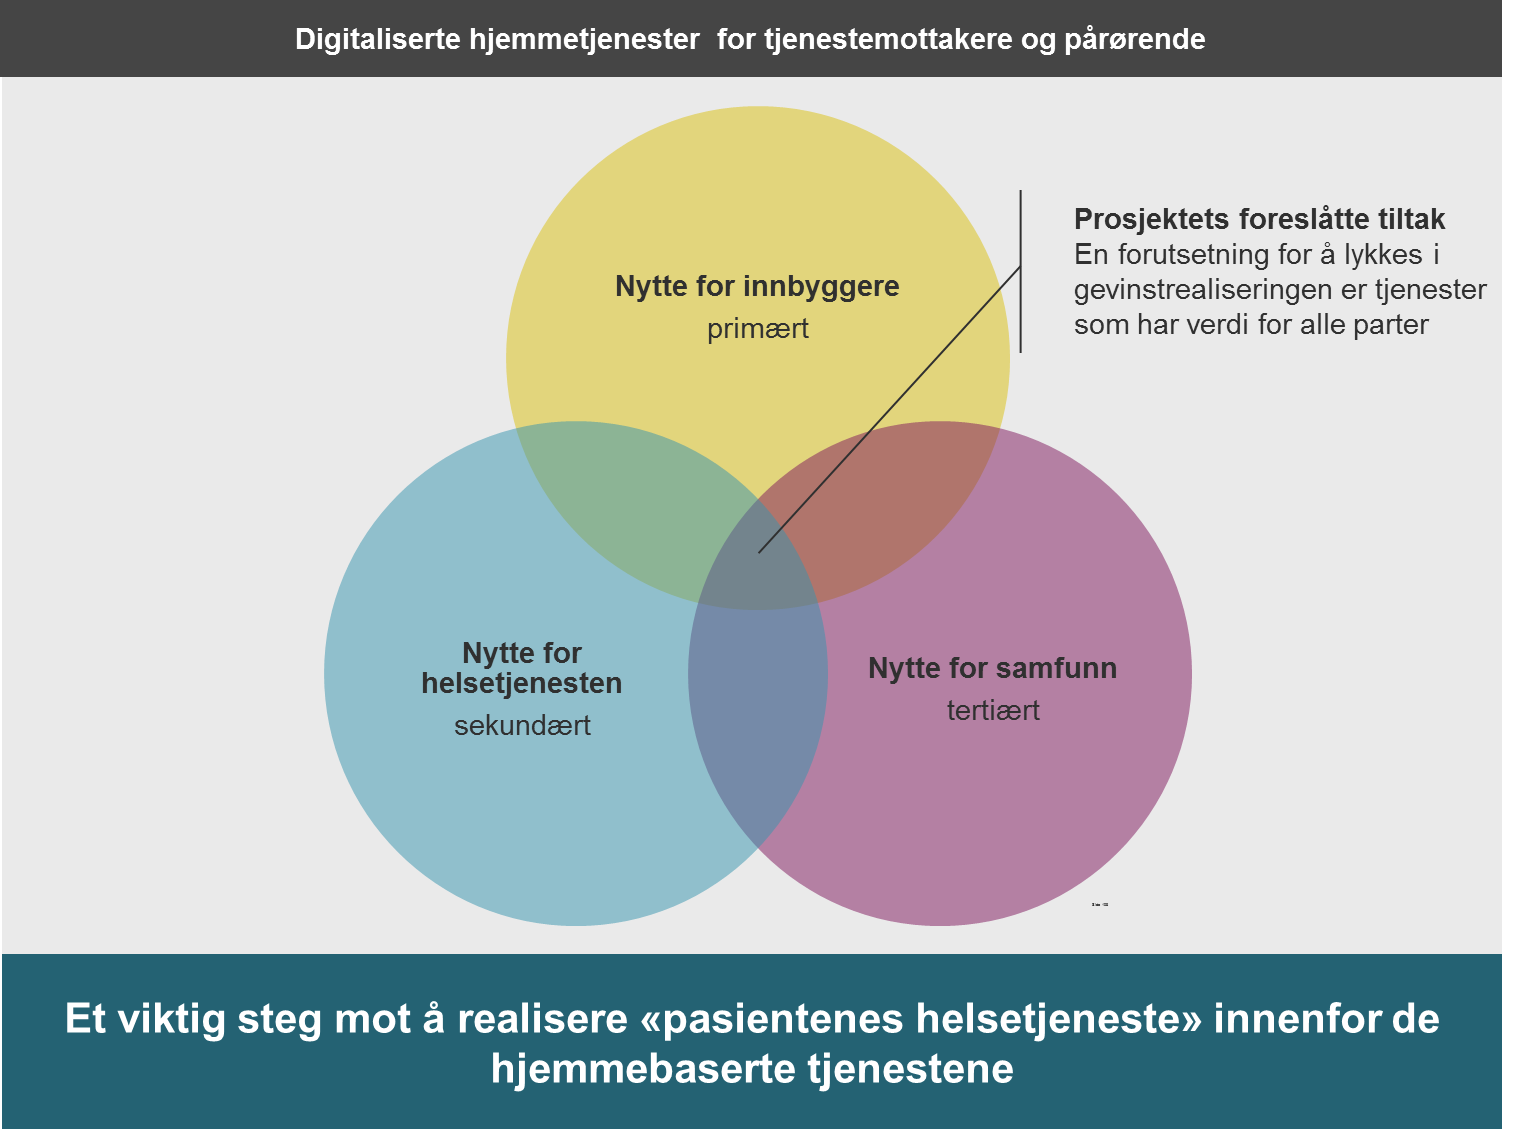 Digitaliserte hjemmetjenester  for tjenestemottakere og pårørende
Prosjektets foreslåtte tiltak
En forutsetning for å lykkes i
gevinstrealiseringen er tjenester
som har verdi for alle parter
Nytte for innbyggere
primært
Nytte for
helsetjenesten
sekundært
Nytte for samfunn
tertiært
Et viktig steg mot å realisere «pasientenes helsetjeneste» innenfor de
hjemmebaserte tjenestene